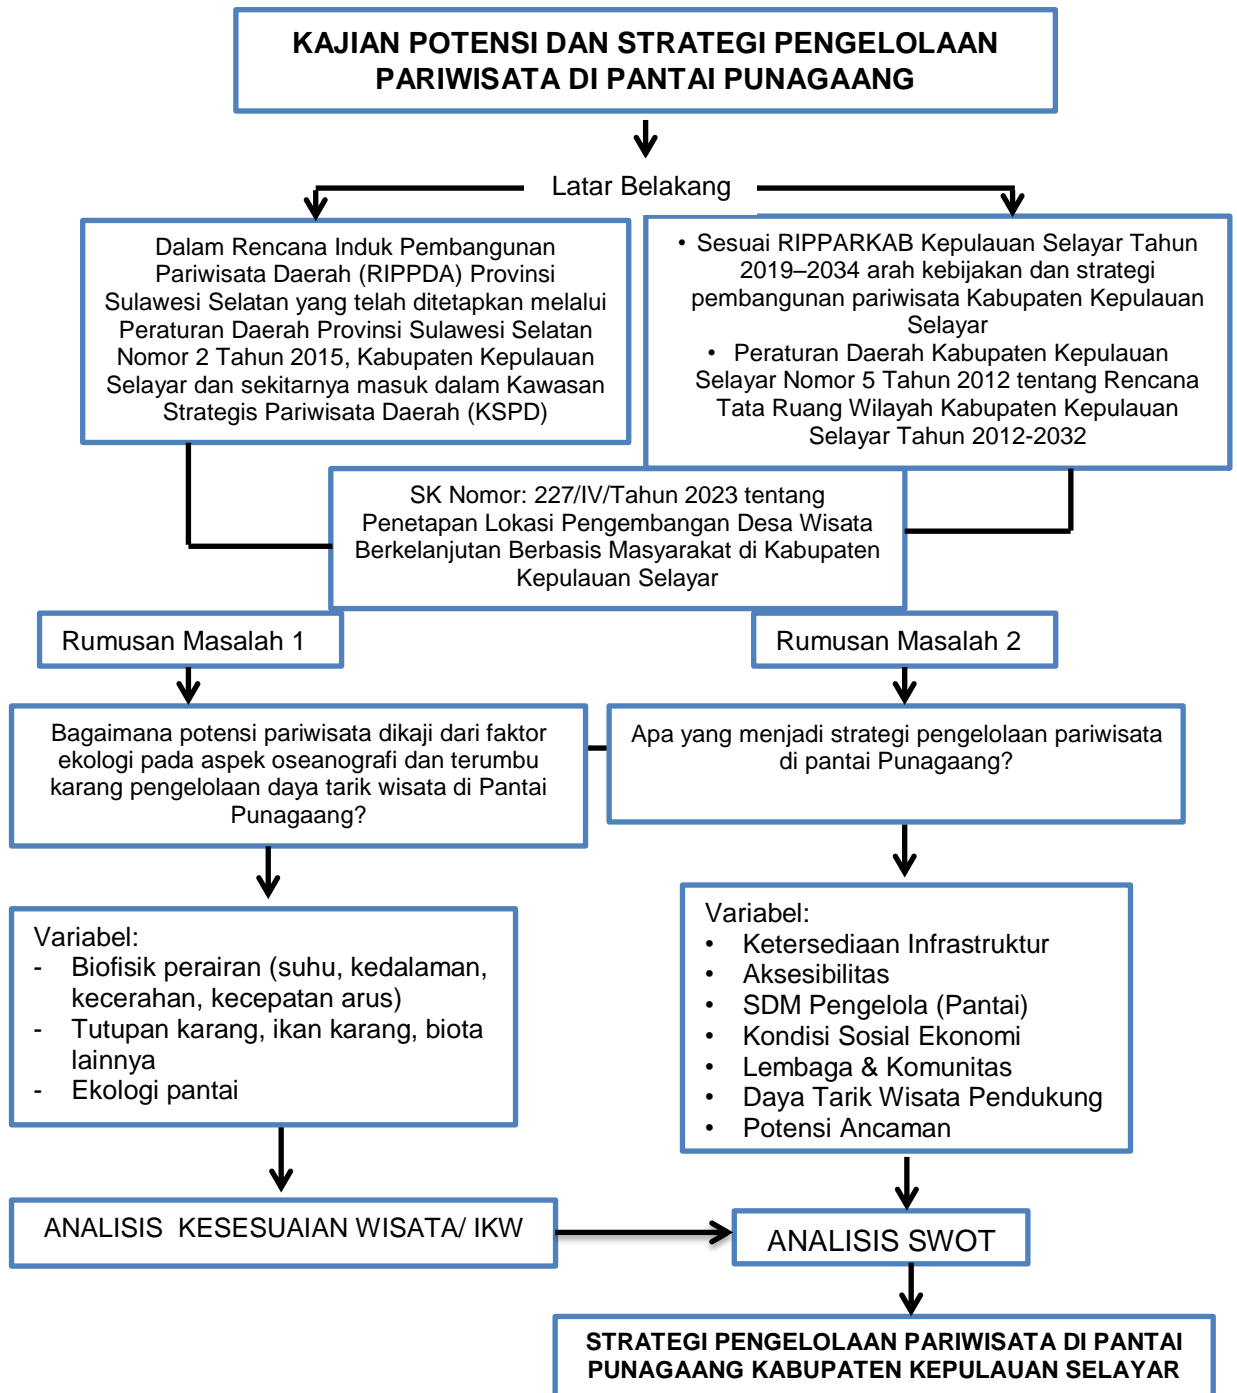 KAJIAN POTENSI DAN STRATEGI PENGELOLAAN
PARIWISATA DI PANTAI PUNAGAANG
Latar Belakang
Dalam Rencana Induk Pembangunan
Pariwisata Daerah (RIPPDA) Provinsi
Sulawesi Selatan yang telah ditetapkan melalui
Peraturan Daerah Provinsi Sulawesi Selatan
Nomor 2 Tahun 2015, Kabupaten Kepulauan
Selayar dan sekitarnya masuk dalam Kawasan
Strategis Pariwisata Daerah (KSPD)
• Sesuai RIPPARKAB Kepulauan Selayar Tahun
2019–2034 arah kebijakan dan strategi
pembangunan pariwisata Kabupaten Kepulauan
Selayar
• Peraturan Daerah Kabupaten Kepulauan
Selayar Nomor 5 Tahun 2012 tentang Rencana
Tata Ruang Wilayah Kabupaten Kepulauan
Selayar Tahun 2012-2032
SK Nomor: 227/IV/Tahun 2023 tentang
Penetapan Lokasi Pengembangan Desa Wisata
Berkelanjutan Berbasis Masyarakat di Kabupaten
Kepulauan Selayar
Rumusan Masalah 1
Rumusan Masalah 2
Bagaimana potensi pariwisata dikaji dari faktor
ekologi pada aspek oseanografi dan terumbu
karang pengelolaan daya tarik wisata di Pantai
Punagaang?
Apa yang menjadi strategi pengelolaan pariwisata
di pantai Punagaang?
Variabel:
- Biofisik perairan (suhu, kedalaman,
kecerahan, kecepatan arus)
- Tutupan karang, ikan karang, biota
lainnya
- Ekologi pantai
Variabel:
• Ketersediaan Infrastruktur
• Aksesibilitas
• SDM Pengelola (Pantai)
• Kondisi Sosial Ekonomi
• Lembaga & Komunitas
• Daya Tarik Wisata Pendukung
• Potensi Ancaman
ANALISIS KESESUAIAN WISATA/ IKW
ANALISIS SWOT
STRATEGI PENGELOLAAN PARIWISATA DI PANTAI
PUNAGAANG KABUPATEN KEPULAUAN SELAYAR